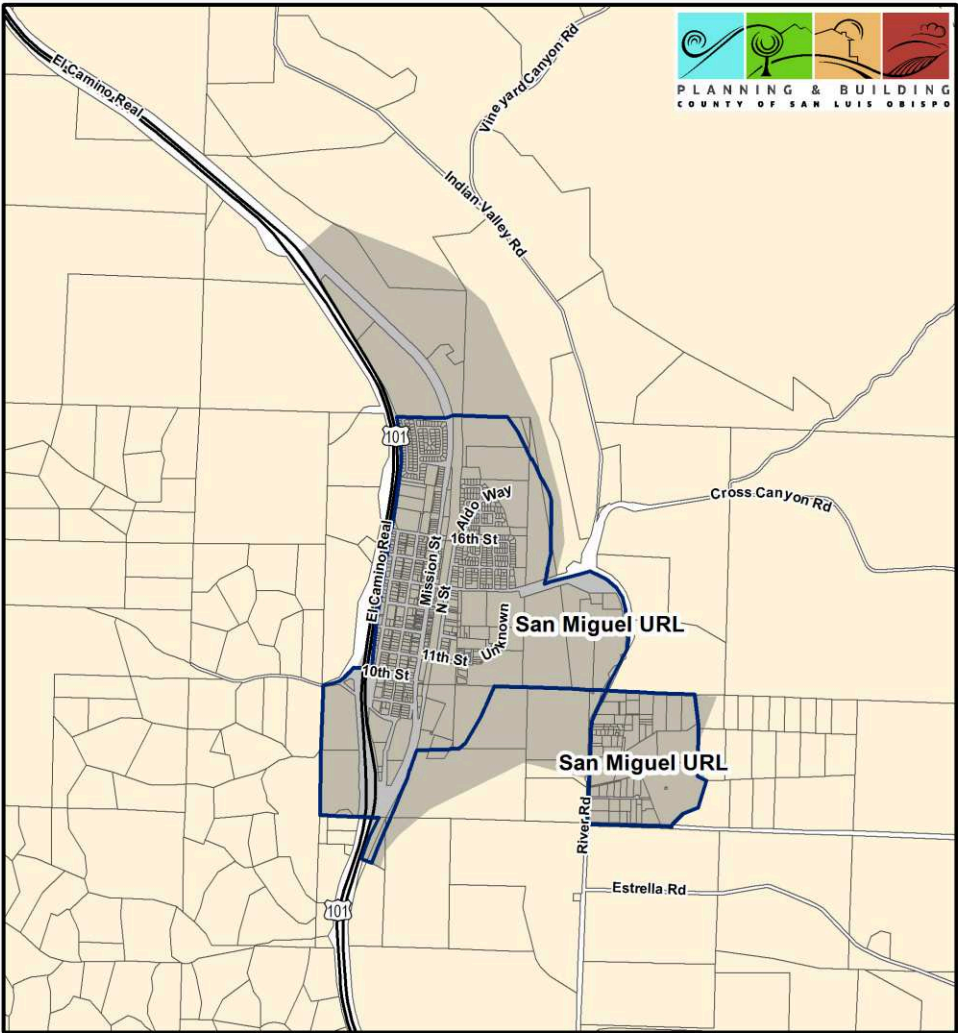 PLANNING & BUILDING
COUNTY OF SAN LUIS OBISPO
El Camino Real
Vineyard Canyon Rd
Indian Valley Rd
101
Cross Canyon Rd
Aldo Way
16th St
Mission St
N St
El Camino Real
Unknown
San Miguel URL
11th St
10th St
San Miguel URL
River Rd
Estrella Rd
101